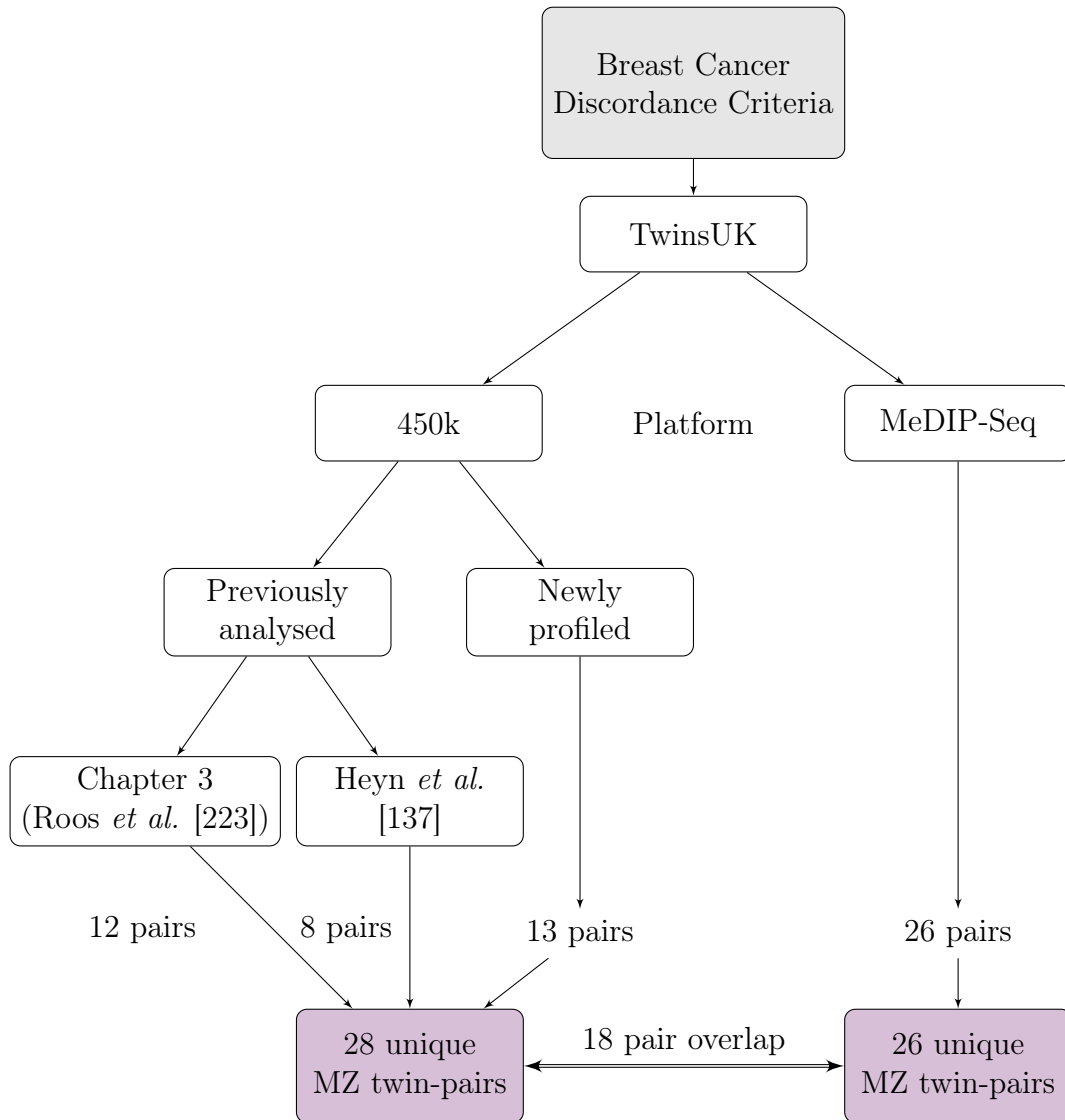 Breast Cancer
Discordance Criteria
TwinsUK
450k
Platform
MeDIP-Seq
Previously
analysed
Newly
profiled
Chapter 3
(Roos et al. [223])
Heyn et al.
[137]
12 pairs
8 pairs
13 pairs
26 pairs
28 unique
MZ twin-pairs
18 pair overlap
26 unique
MZ twin-pairs